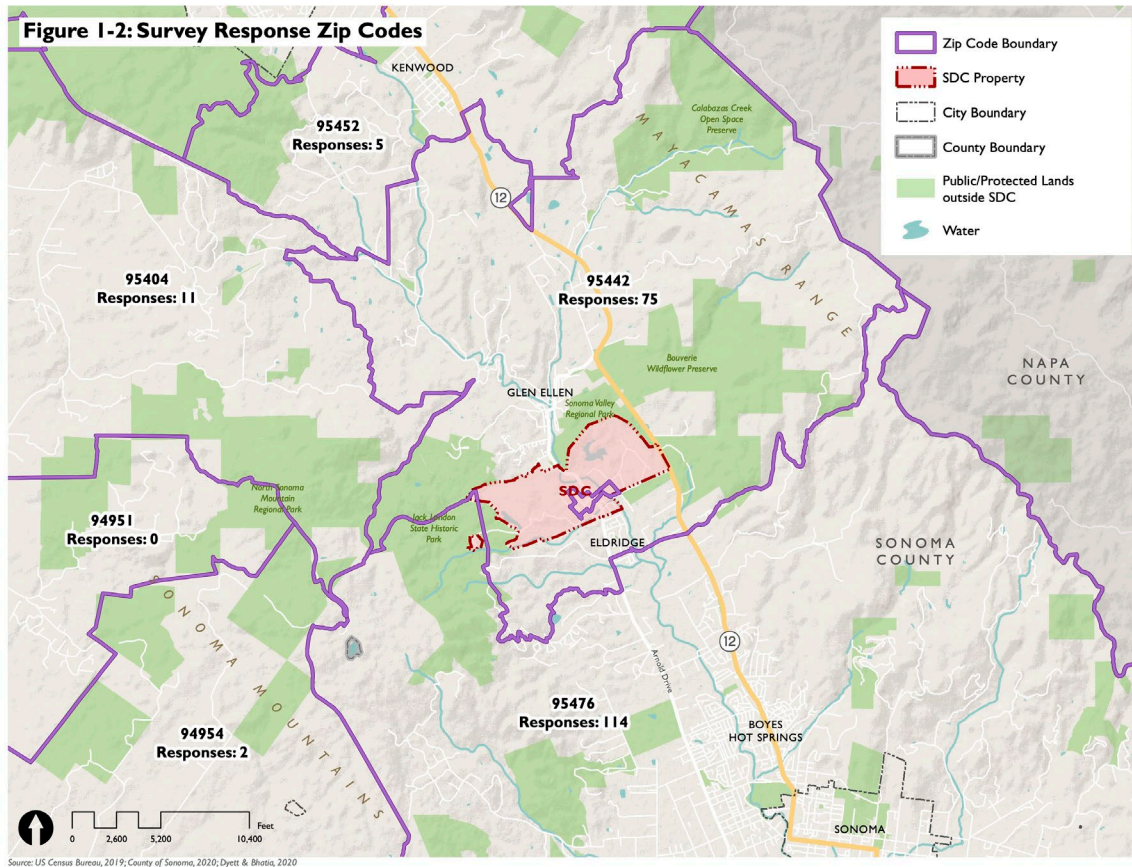 Figure 1-2: Survey Response Zip Codes
Zip Code Boundary
SDC Property
City Boundary
County Boundary
Public/Protected Lands
outside SDC
Water
KENWOOD
95452
Responses: 5
Calabazas Creek
Open Space
Preserve
MAYACAMAS RANGE
12
95404
Responses: 11
95442
Responses: 75
Bouverie
Wildflower Preserve
NAPA
COUNTY
GLEN ELLEN
Sonoma Valley
Regional Park
SDC
North Sonoma
Mountain
Regional Park
Jack London
State Historic
Park
94951
Responses: 0
ELDRIDGE
SONOMA
COUNTY
SONOMA MOUNTAINS
12
Arnold Drive
95476
Responses: 114
94954
Responses: 2
BOYES
HOT SPRINGS
SONOMA
0 2,600 5,200 10,400 Feet
Source: US Census Bureau, 2019; County of Sonoma, 2020; Dyett & Bhatia, 2020